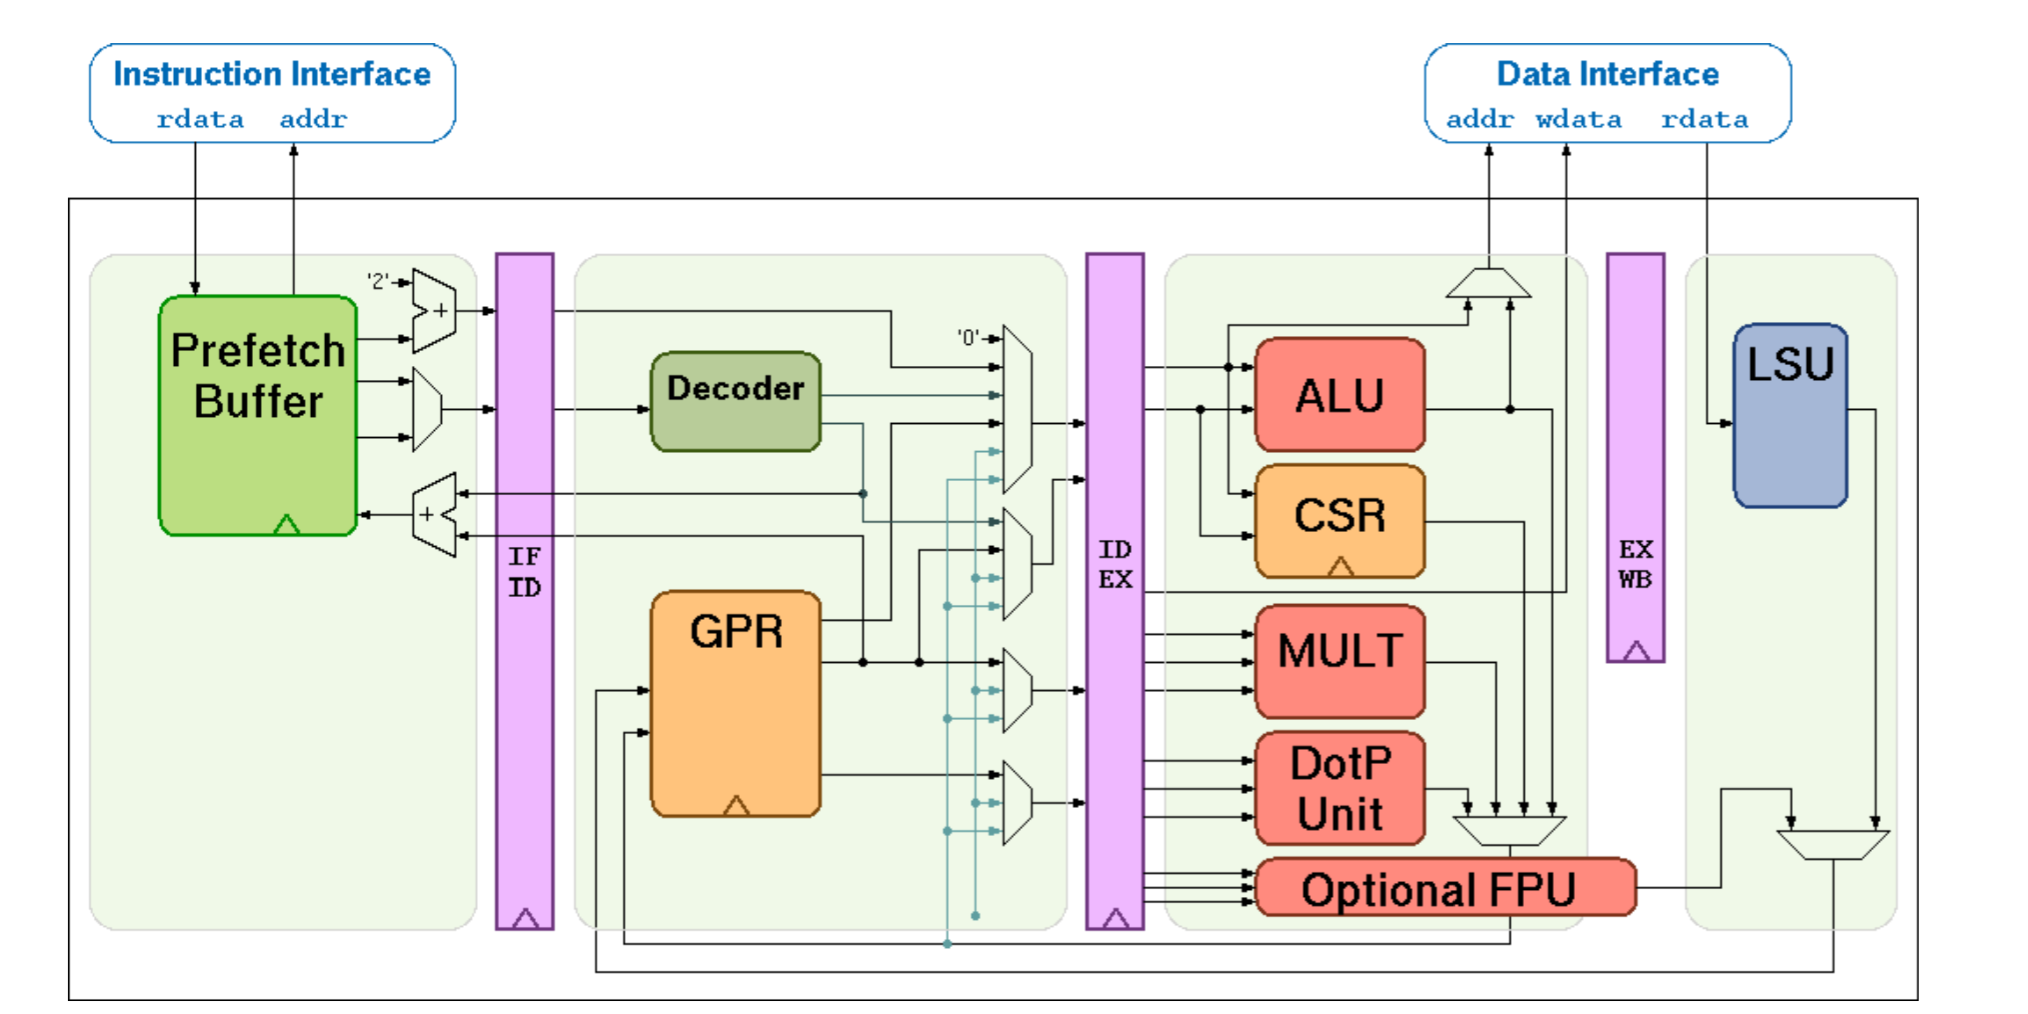 Instruction Interface
rdata addr
Data Interface
addr wdata rdata
'2'
+
Prefetch
Buffer
+
IF
ID
Decoder
'0'
GPR
ID
EX
ALU
CSR
MULT
DotP
Unit
Optional FPU
EX
WB
LSU